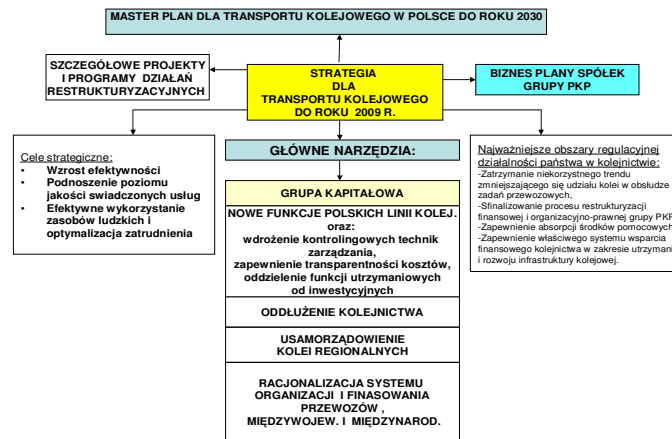 MASTER PLAN DLA TRANSPORTU KOLEJOWEGO W POLSCE DO ROKU 2030
SZCZEGÓŁOWE PROJEKTY
I PROGRAMY DZIAŁAŃ
RESTRUKTURYZACYJNYCH
STRATEGIA
DLA
TRANSPORTU KOLEJOWEGO
DO ROKU 2009 R.
BIZNES PLANY SPÓŁEK
GRUPY PKP
Cele strategiczne:
• Wzrost efektywności
• Podnoszenie poziomu
jakości swiadczonych usług
• Efektywne wykorzystanie
zasobów ludzkich i
optymalizacja zatrudnienia
GŁÓWNE NARZĘDZIA:
GRUPA KAPITAŁOWA
NOWE FUNKCJE POLSKICH LINII KOLEJ.
oraz:
wdrożenie kontrolingowych technik
zarządzania,
zapewnienie transparentności kosztów,
oddzielenie funkcji utrzymaniowych
od inwestycyjnych
ODDŁUŻENIE KOLEJNICTWA
USAMORZĄDOWIENIE
KOLEI REGIONALNYCH
RACJONALIZACJA SYSTEMU
ORGANIZACJI I FINASOWANIA
PRZEWOZÓW ,
MIĘDZYWOJEW. I MIĘDZYNAROD.
Najważniejsze obszary regulacyjnej
działalności państwa w kolejnictwie:
-Zatrzymanie niekorzystnego trendu
zmniejszającego się udziału kolei w obsłudze
zadań przewozowych,
-Sfinalizowanie procesu restrukturyzacji
finansowej i organizacyjno-prawnej grupy PKP
-Zapewnienie absorpcji środków pomocowych
-Zapewnienie właściwego systemu wsparcia
finansowego kolejnictwa w zakresie utrzymani
i rozwoju infrastruktury kolejowej.